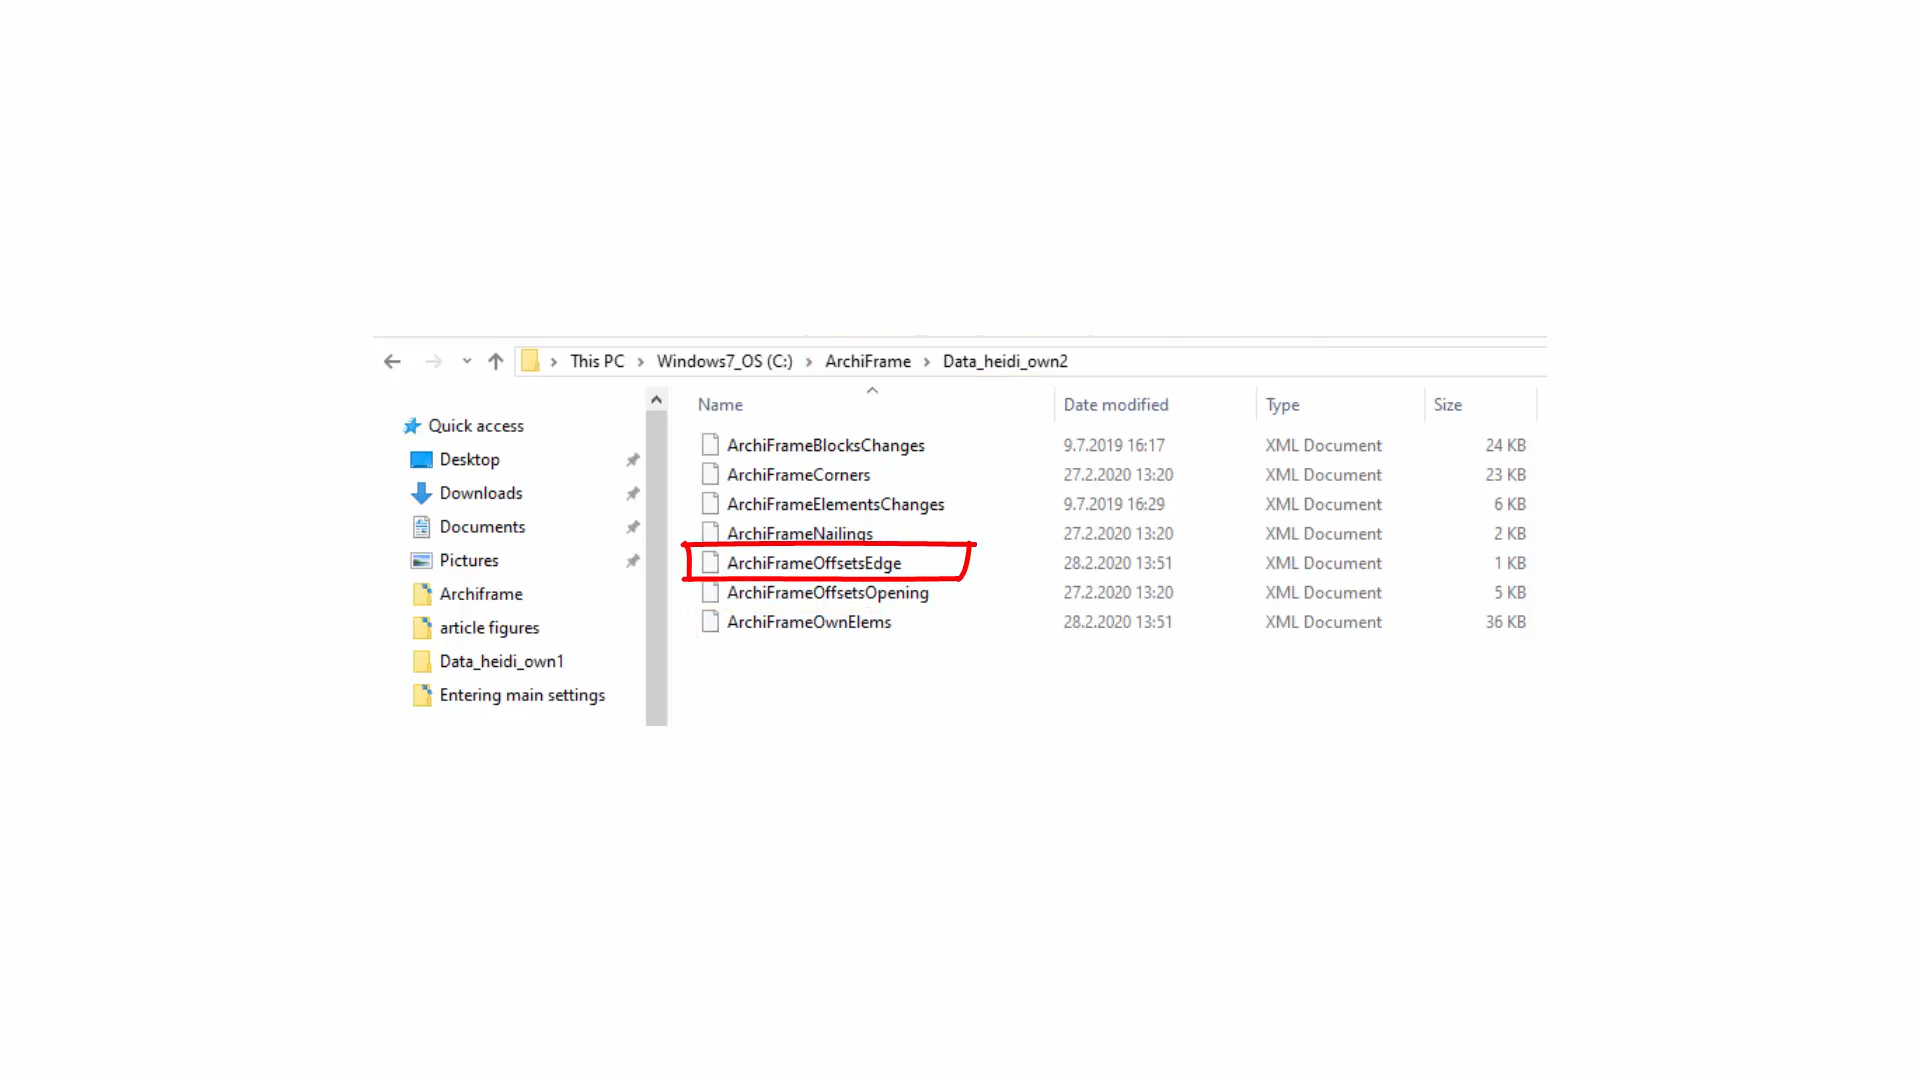 This PC > Windows7_OS (C:) > ArchiFrame > Data_heidi_own2
Name Date modified Type Size
Quick access
Desktop
Downloads
Documents
Pictures
Archiframe
article figures
Data_heidi_own1
Entering main settings
ArchiFrameBlocksChanges 9.7.2019 16:17 XML Document 24 KB
ArchiFrameCorners 27.2.2020 13:20 XML Document 23 KB
ArchiFrameElementsChanges 9.7.2019 16:29 XML Document 6 KB
ArchiFrameNailings 27.2.2020 13:20 XML Document 2 KB
ArchiFrameOffsetsEdge 28.2.2020 13:51 XML Document 1 KB
ArchiFrameOffsetsOpening 27.2.2020 13:20 XML Document 5 KB
ArchiFrameOwnElems 28.2.2020 13:51 XML Document 36 KB